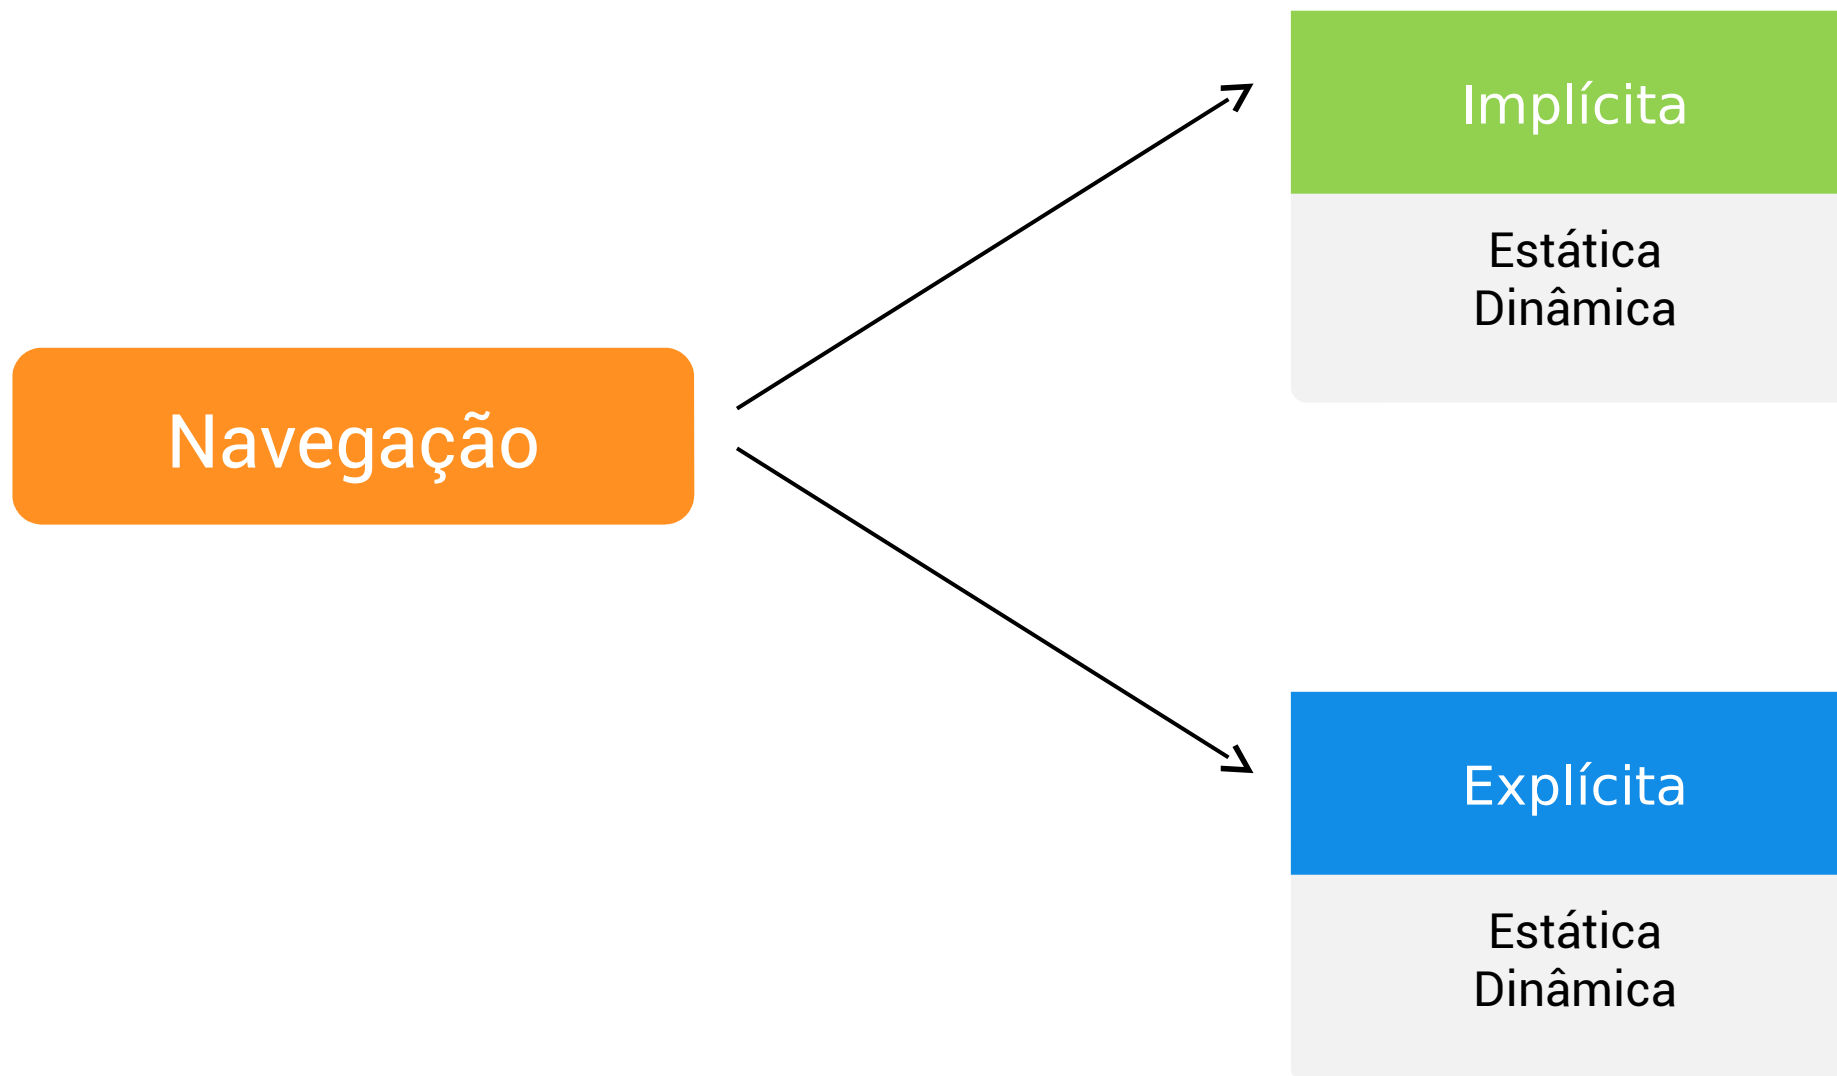 Navegação
Implícita
Estática
Dinâmica
Explícita
Estática
Dinâmica